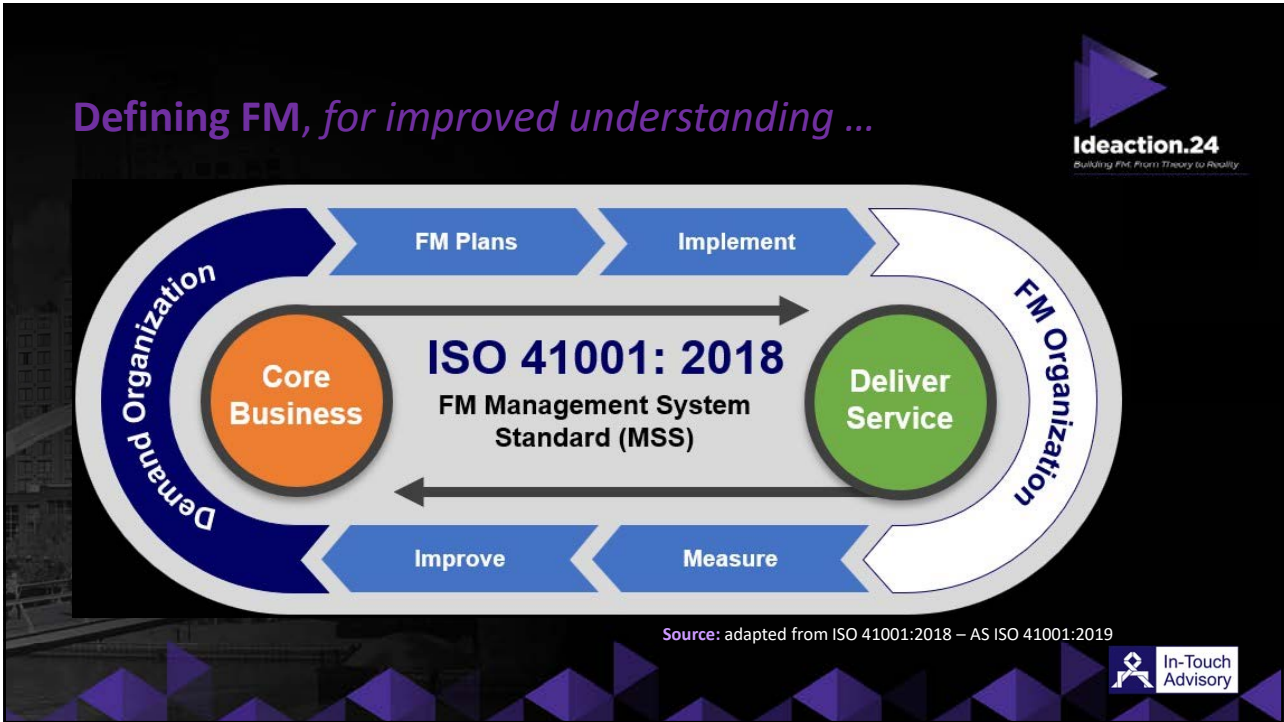 Defining FM, for improved understanding …
Ideaction.24
Building FM: From Theory to Reality
FM Plans
Implement
Demand Organization
FM Organization
Core
Business
ISO 41001: 2018
FM Management System
Standard (MSS)
Deliver
Service
Improve
Measure
Source: adapted from ISO 41001:2018 – AS ISO 41001:2019
In-Touch
Advisory